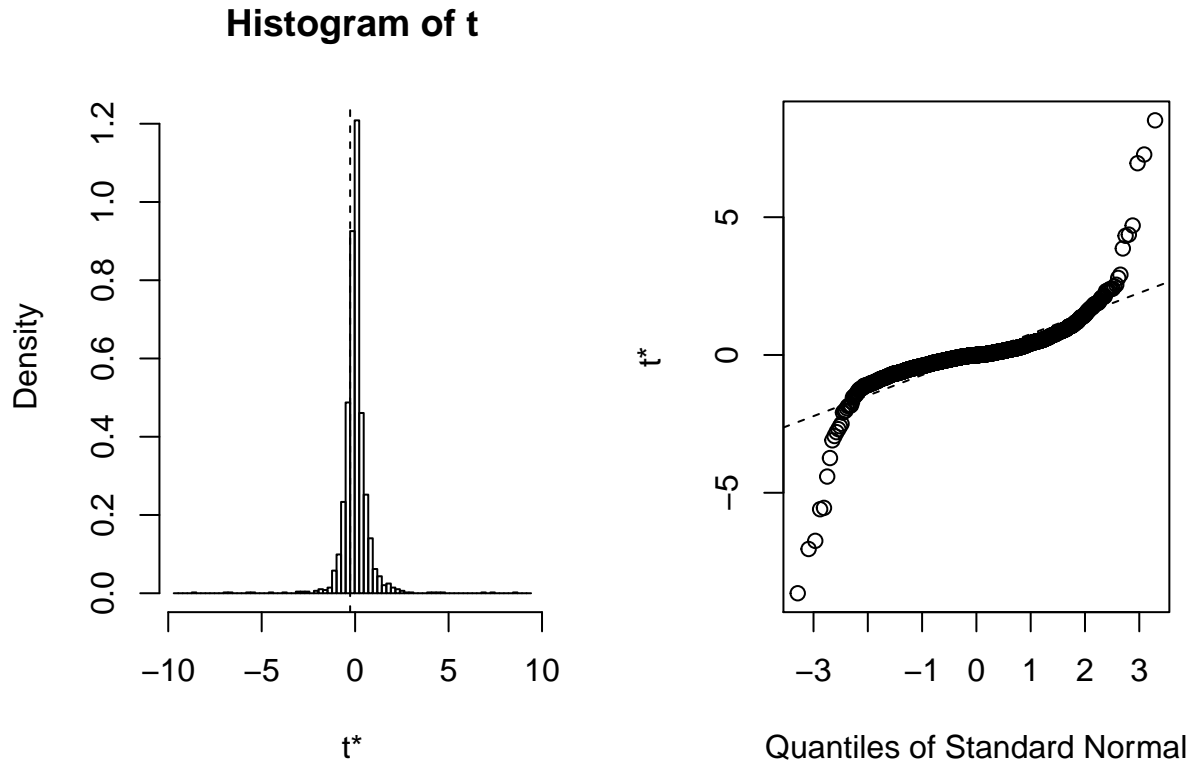 Histogram of t
Density
0.0 0.2 0.4 0.6 0.8 1.0 1.2
−10 −5 0 5 10
t*
t*
−5 0 5
−3 −1 0 1 2 3
Quantiles of Standard Normal